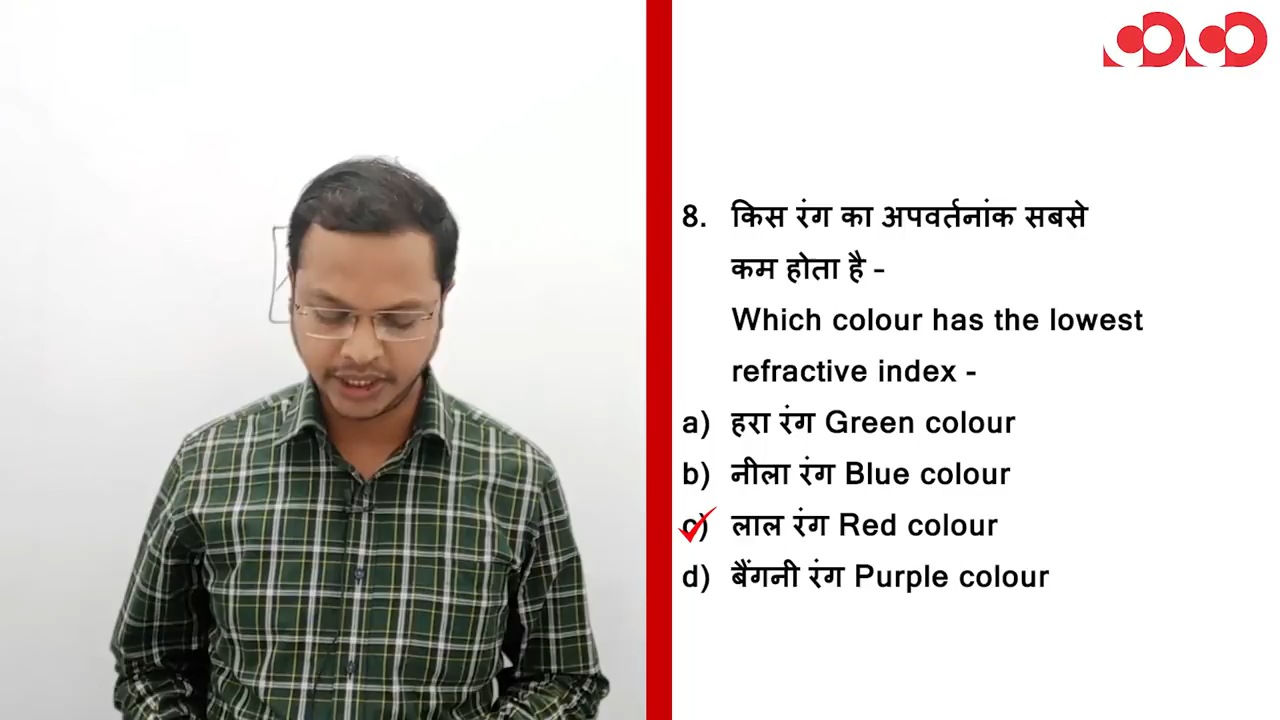 8. किस रंग का अपवर्तनांक सबसे
कम होता है –
Which colour has the lowest
refractive index -
a) हरा रंग Green colour
b) नीला रंग Blue colour
c) लाल रंग Red colour
d) बैंगनी रंग Purple colour